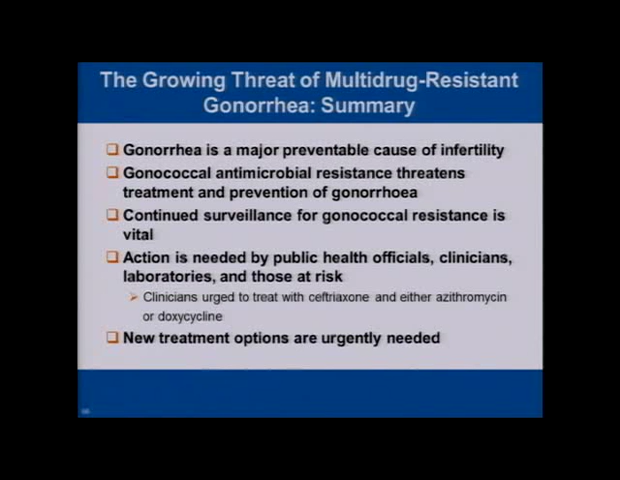 The Growing Threat of Multidrug-Resistant
Gonorrhea: Summary
Gonorrhea is a major preventable cause of infertility
Gonococcal antimicrobial resistance threatens
treatment and prevention of gonorrhoea
Continued surveillance for gonococcal resistance is
vital
Action is needed by public health officials, clinicians,
laboratories, and those at risk
Clinicians urged to treat with ceftriaxone and either azithromycin
or doxycycline
New treatment options are urgently needed